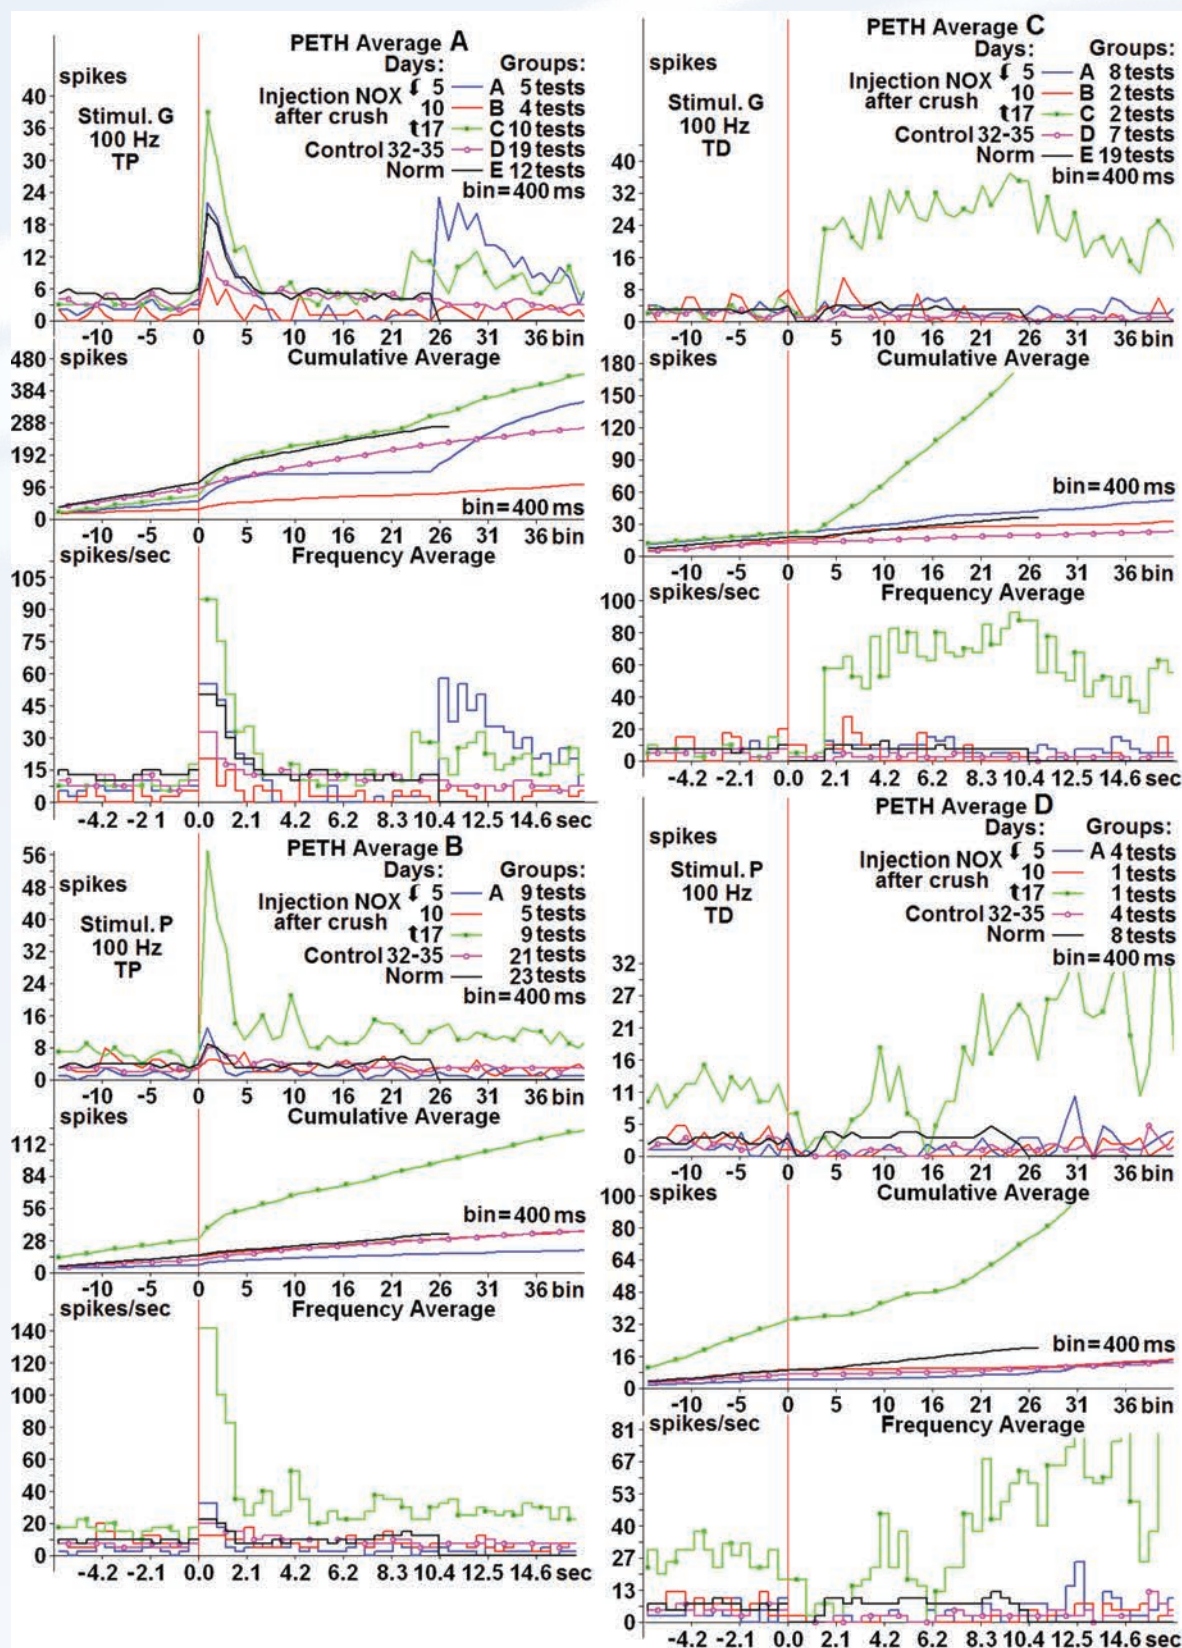 PETH Average A
spikes
Days: Groups:
Stimul. G
100 Hz
TP
Injection NOX
after crush
5 A 5 tests
10 B 4 tests
17 C 10 tests
Control 32-35 D 19 tests
Norm E 12 tests
bin = 400 ms
40
36
30
24
18
12
6
0
-10 -5 0 5 10 16 21 26 31 36 bin
spikes Cumulative Average
480
384
288
192
96
0
bin = 400 ms
-10 -5 0 5 10 16 21 26 31 36 bin
spikes/sec Frequency Average
105
90
75
60
45
30
15
0
-4.2 -2 1 0.0 2.1 4.2 6.2 8.3 10.4 12.5 14.6 sec
PETH Average B
spikes
Days: Groups:
Stimul. P
100 Hz
TP
Injection NOX
after crush
5 A 9 tests
10 5 tests
17 9 tests
Control 32-35 21 tests
Norm 23 tests
bin = 400 ms
56
48
40
32
24
16
8
0
-10 -5 0 5 10 16 21 26 31 36 bin
spikes Cumulative Average
112
84
56
28
0
bin = 400 ms
-10 -5 0 5 10 16 21 26 31 36 bin
spikes/sec Frequency Average
140
120
100
80
60
40
20
0
-4.2 -2.1 0.0 2.1 4.2 6.2 8.3 10.4 12.5 14.6 sec
PETH Average C
spikes
Days: Groups:
Stimul. G
100 Hz
TD
Injection NOX
after crush
5 A 8 tests
10 B 2 tests
17 C 2 tests
Control 32-35 D 7 tests
Norm E 19 tests
bin = 400 ms
40
32
24
16
8
0
-10 -5 0 5 10 16 21 26 31 36 bin
spikes Cumulative Average
180
150
120
90
60
30
0
bin = 400 ms
-10 -5 0 5 10 16 21 26 31 36 bin
spikes/sec Frequency Average
100
80
60
40
20
0
-4.2 -2.1 0.0 2.1 4.2 6.2 8.3 10.4 12.5 14.6 sec
PETH Average D
spikes
Days: Groups:
Stimul. P
100 Hz
TD
Injection NOX
after crush
5 A 4 tests
10 1 tests
17 1 tests
Control 32-35 4 tests
Norm 8 tests
bin = 400 ms
32
27
21
16
11
5
0
-10 -5 0 5 10 16 21 26 31 36 bin
spikes Cumulative Average
100
80
64
48
32
16
0
bin = 400 ms
-10 -5 0 5 10 16 21 26 31 36 bin
spikes/sec Frequency Average
81
67
53
40
27
13
0
-4.2 -2.1 0.0 2.1 4.2 6.2 8.3 10.4 12.5 14.6 sec